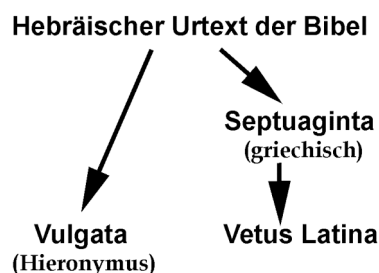 Hebräischer Urtext der Bibel
Septuaginta
(griechisch)
Vulgata
(Hieronymus)
Vetus Latina